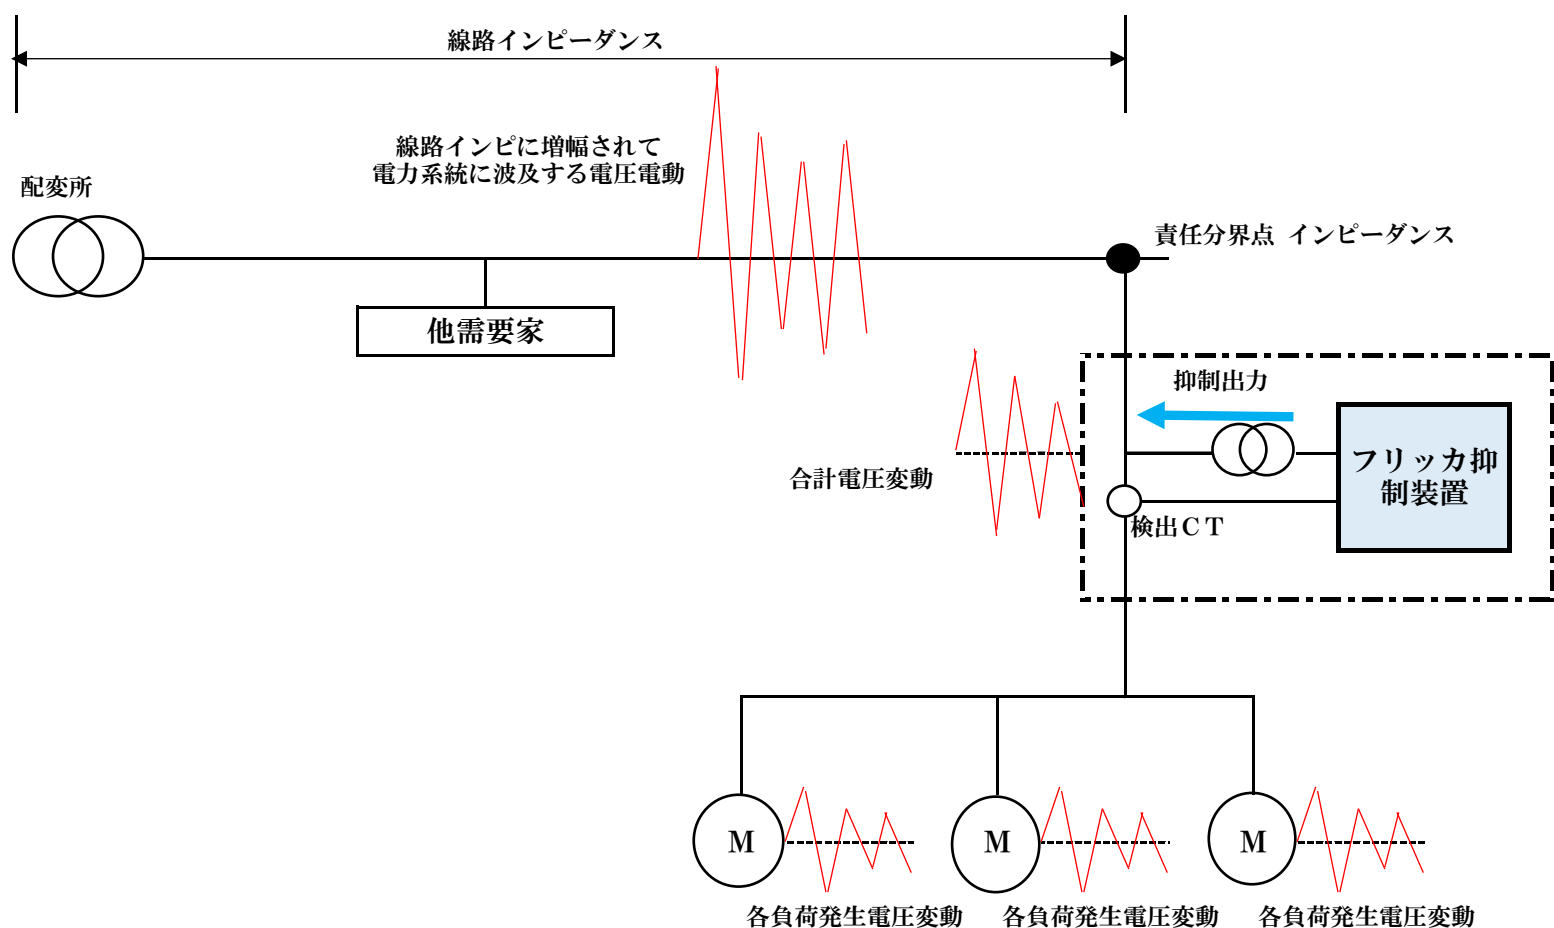 線路インピーダンス
線路インピに増幅されて
電力系統に波及する電圧電動
配変所
責任分界点 インピーダンス
他需要家
抑制出力
フリッカ抑
制装置
合計電圧変動
検出ＣＴ
M
M
M
各負荷発生電圧変動
各負荷発生電圧変動
各負荷発生電圧変動